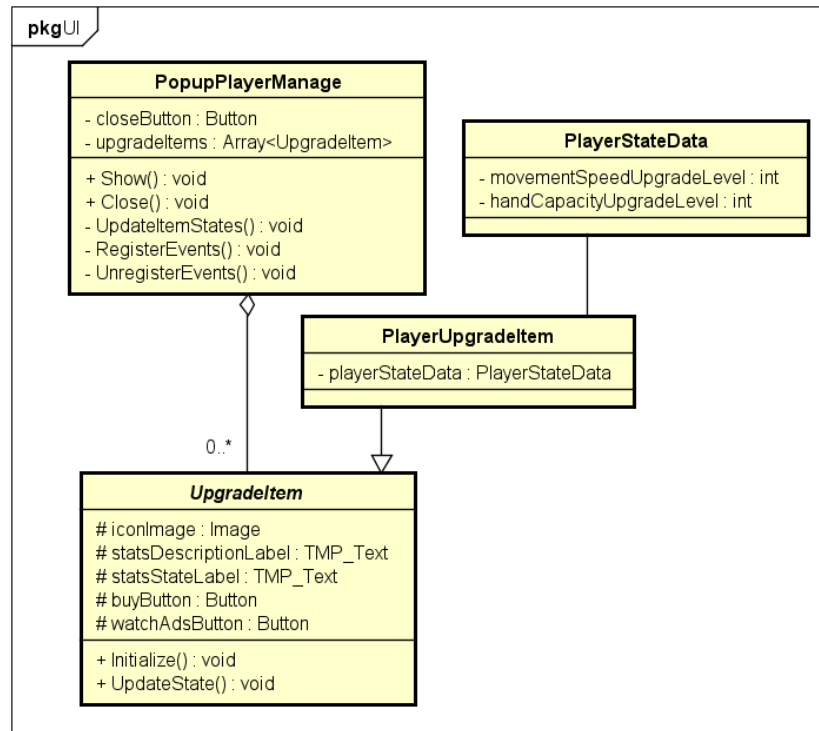 pkg UI
PopupPlayerManage
- closeButton : Button
- upgradeItems : Array<UpgradeItem>
+ Show() : void
+ Close() : void
- UpdateItemStates() : void
- RegisterEvents() : void
- UnregisterEvents() : void
PlayerStateData
- movementSpeedUpgradeLevel : int
- handCapacityUpgradeLevel : int
PlayerUpgradeItem
- playerStateData : PlayerStateData
0..*
UpgradeItem
# iconImage : Image
# statsDescriptionLabel : TMP_Text
# statsStateLabel : TMP_Text
# buyButton : Button
# watchAdsButton : Button
+ Initialize() : void
+ UpdateState() : void